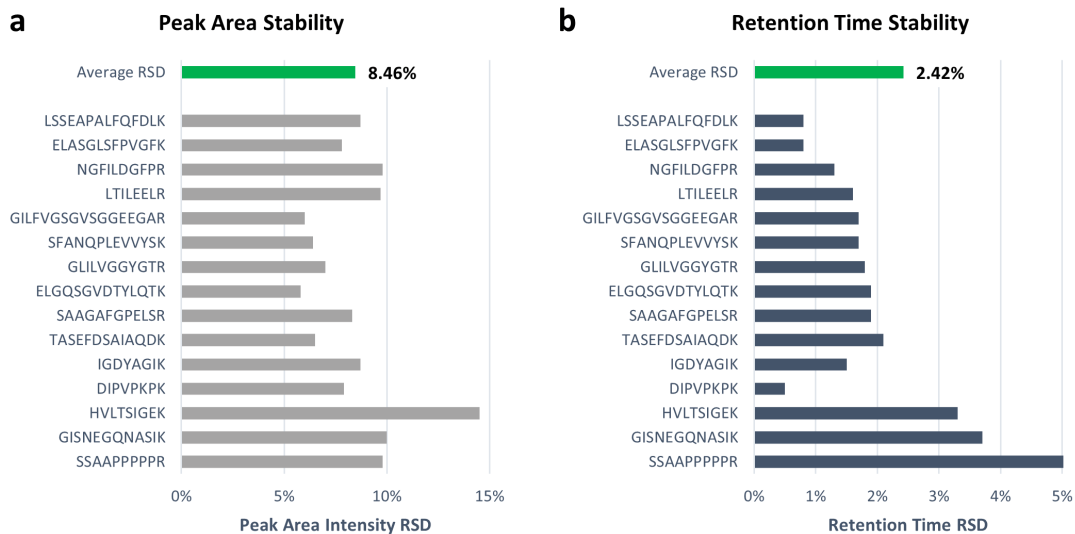 a
Peak Area Stability
Average RSD
8.46%
LSSEAPALFQFDLK
ELASGLSFPVGFK
NGFILDGFPR
LTILEELR
GILFVGSGVSGGEEGAR
SFANQPLEVVYSK
GLILVGGYGTR
ELGQSGVDTYLQTK
SAAGAFGPELSR
TASEFDSAIAQDK
IGDYAGIK
DIPVPKPK
HVLTSIGEK
GISNEGQNASIK
SSAAPPPPPR
0% 5% 10% 15%
Peak Area Intensity RSD
b
Retention Time Stability
Average RSD
2.42%
LSSEAPALFQFDLK
ELASGLSFPVGFK
NGFILDGFPR
LTILEELR
GILFVGSGVSGGEEGAR
SFANQPLEVVYSK
GLILVGGYGTR
ELGQSGVDTYLQTK
SAAGAFGPELSR
TASEFDSAIAQDK
IGDYAGIK
DIPVPKPK
HVLTSIGEK
GISNEGQNASIK
SSAAPPPPPR
0% 1% 2% 3% 4% 5%
Retention Time RSD